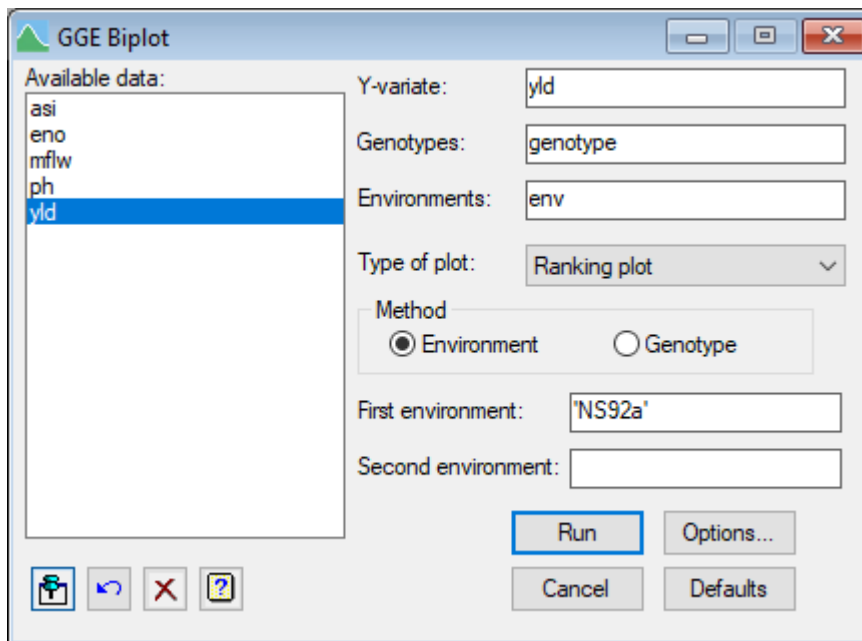 GGE Biplot
Available data:
asi
eno
mflw
ph
yld
Y-variate: yld
Genotypes: genotype
Environments: env
Type of plot: Ranking plot
Method
Environment Genotype
First environment: 'NS92a'
Second environment:
Run Options...
Cancel Defaults